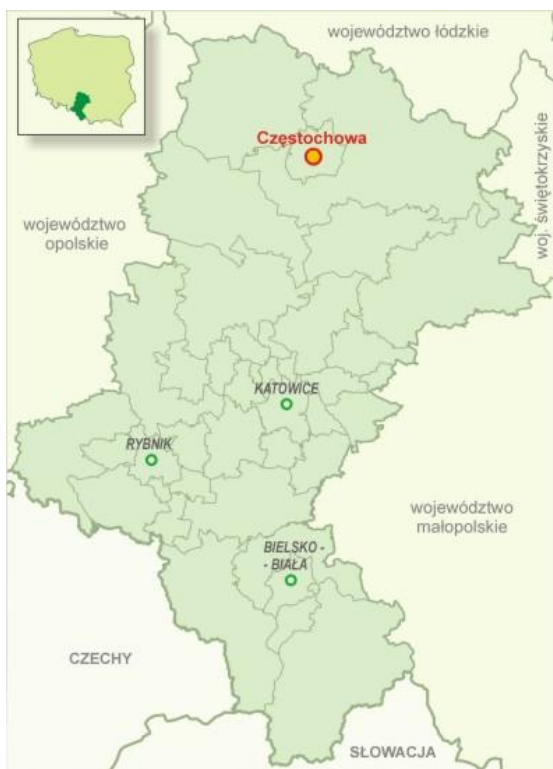 województwo łódzkie
Częstochowa
woj. świętokrzyskie
województwo
opolskie
KATOWICE
RYBNIK
województwo
małopolskie
BIELSKO -
- BIAŁA
CZECHY
SŁOWACJA